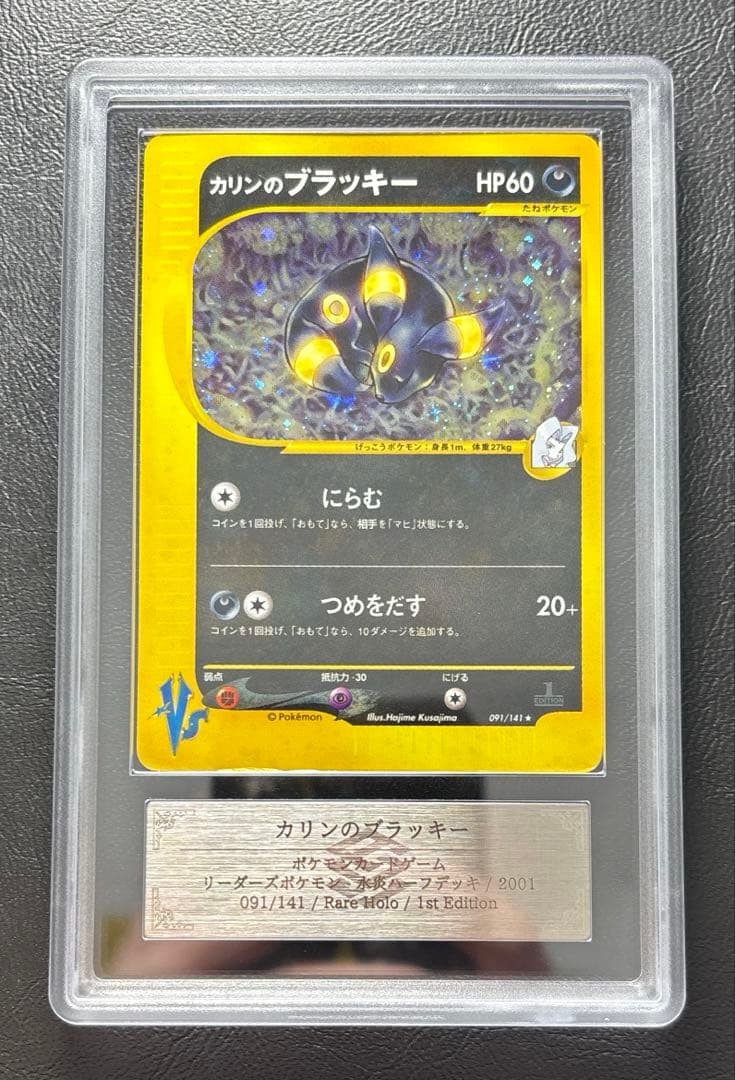 カリンのブラッキー HP60
たねポケモン
げっこうポケモン：身長1m、体重27kg
にらむ
コインを1回投げ、「おもて」なら、相手を「マヒ」状態にする。
つめをだす 20+
コインを1回投げ、「おもて」なら、10ダメージを追加する。
弱点 抵抗力 -30 にげる
1 EDITION
VS
© Pokémon Illus. Hajime Kusajima 091/141★
カリンのブラッキー
ポケモンカードゲーム
リーダーズポケモン 水炎ハーフデッキ / 2001
091/141 / Rare Holo / 1st Edition